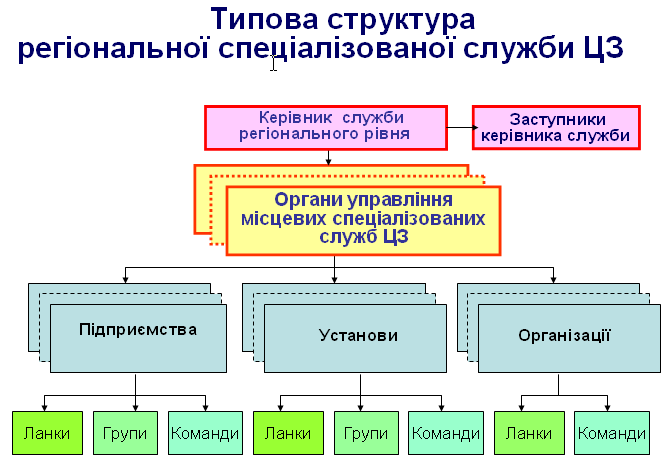 Типова структура
регіональної спеціалізованої служби ЦЗ
Керівник служби
регіонального рівня
Заступники
керівника служби
Органи управління
місцевих спеціалізованих
служб ЦЗ
Підприємства
Установи
Організації
Ланки
Групи
Команди
Ланки
Групи
Команди
Ланки
Команди